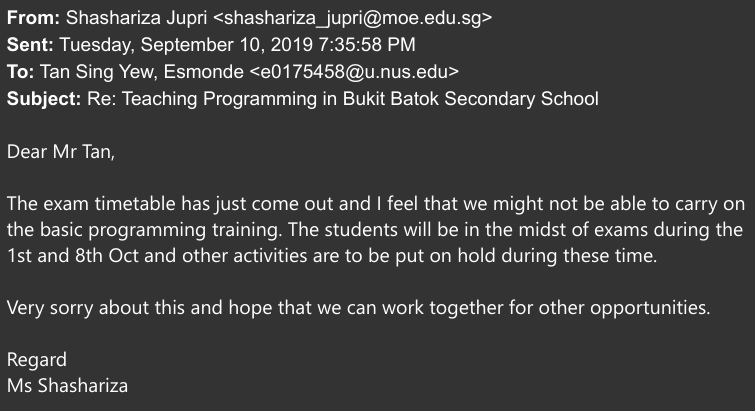 From: Shashariza Jupri <shashariza_jupri@moe.edu.sg>
Sent: Tuesday, September 10, 2019 7:35:58 PM
To: Tan Sing Yew, Esmonde <e0175458@u.nus.edu>
Subject: Re: Teaching Programming in Bukit Batok Secondary School
Dear Mr Tan,
The exam timetable has just come out and I feel that we might not be able to carry on
the basic programming training. The students will be in the midst of exams during the
1st and 8th Oct and other activities are to be put on hold during these time.
Very sorry about this and hope that we can work together for other opportunities.
Regard
Ms Shashariza